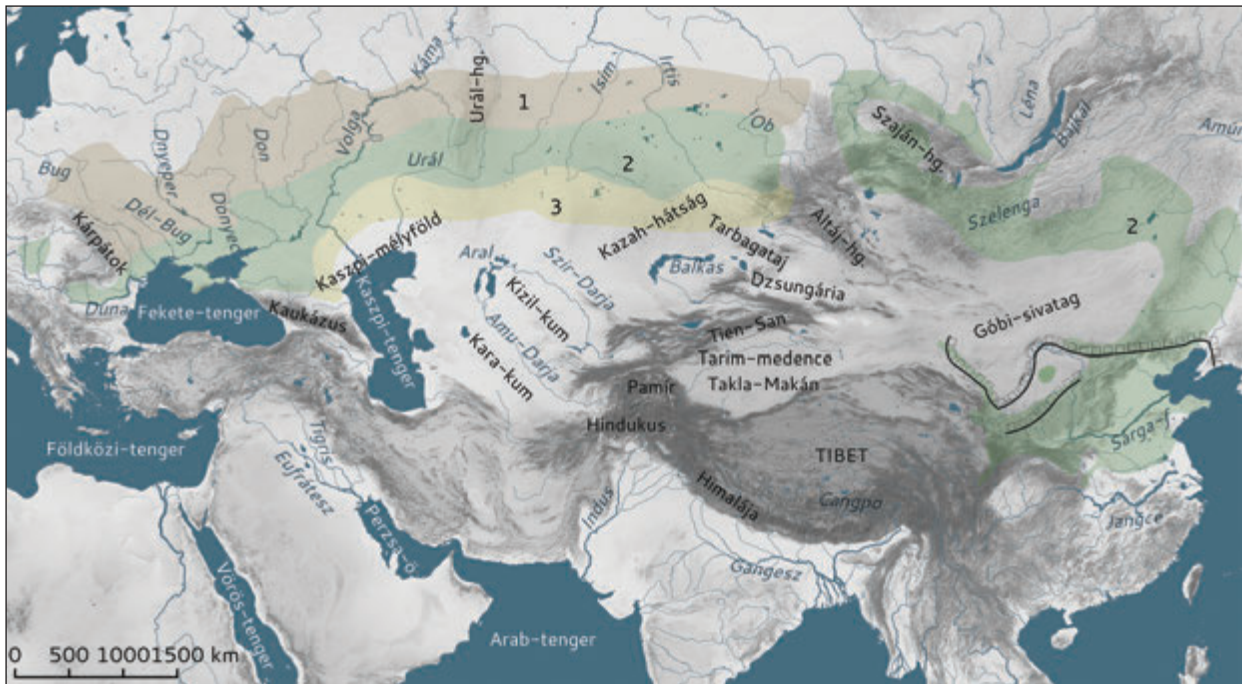 Káma
Urál-hg.
Isim
Irtis
1
Ob
Léna
Bajkál
Amúr
Szaján-hg.
Bug
Dnyeper
Don
Volga
Urál
2
Szelenga
2
Kárpátok
Dél-Bug
Donyec
3
Kaszpi-mélyföld
Kazah-hátság
Tarbagataj
Altáj-hg.
Aral
Szir-Darja
Balkas
Dzsungária
Duna
Fekete-tenger
Kaukázus
Kaszpi-tenger
Kizil-kum
Amu-Darja
Kara-kum
Tien-San
Góbi-sivatag
Tarim-medence
Pamír
Takla-Makán
Hindukus
Sárga-f.
Földközi-tenger
Tigris
Eufrátesz
TIBET
Himalája
Cangpo
Indus
Perzsa-ö.
Jangce
Gangesz
Vörös-tenger
Arab-tenger
0 500 1000 1500 km